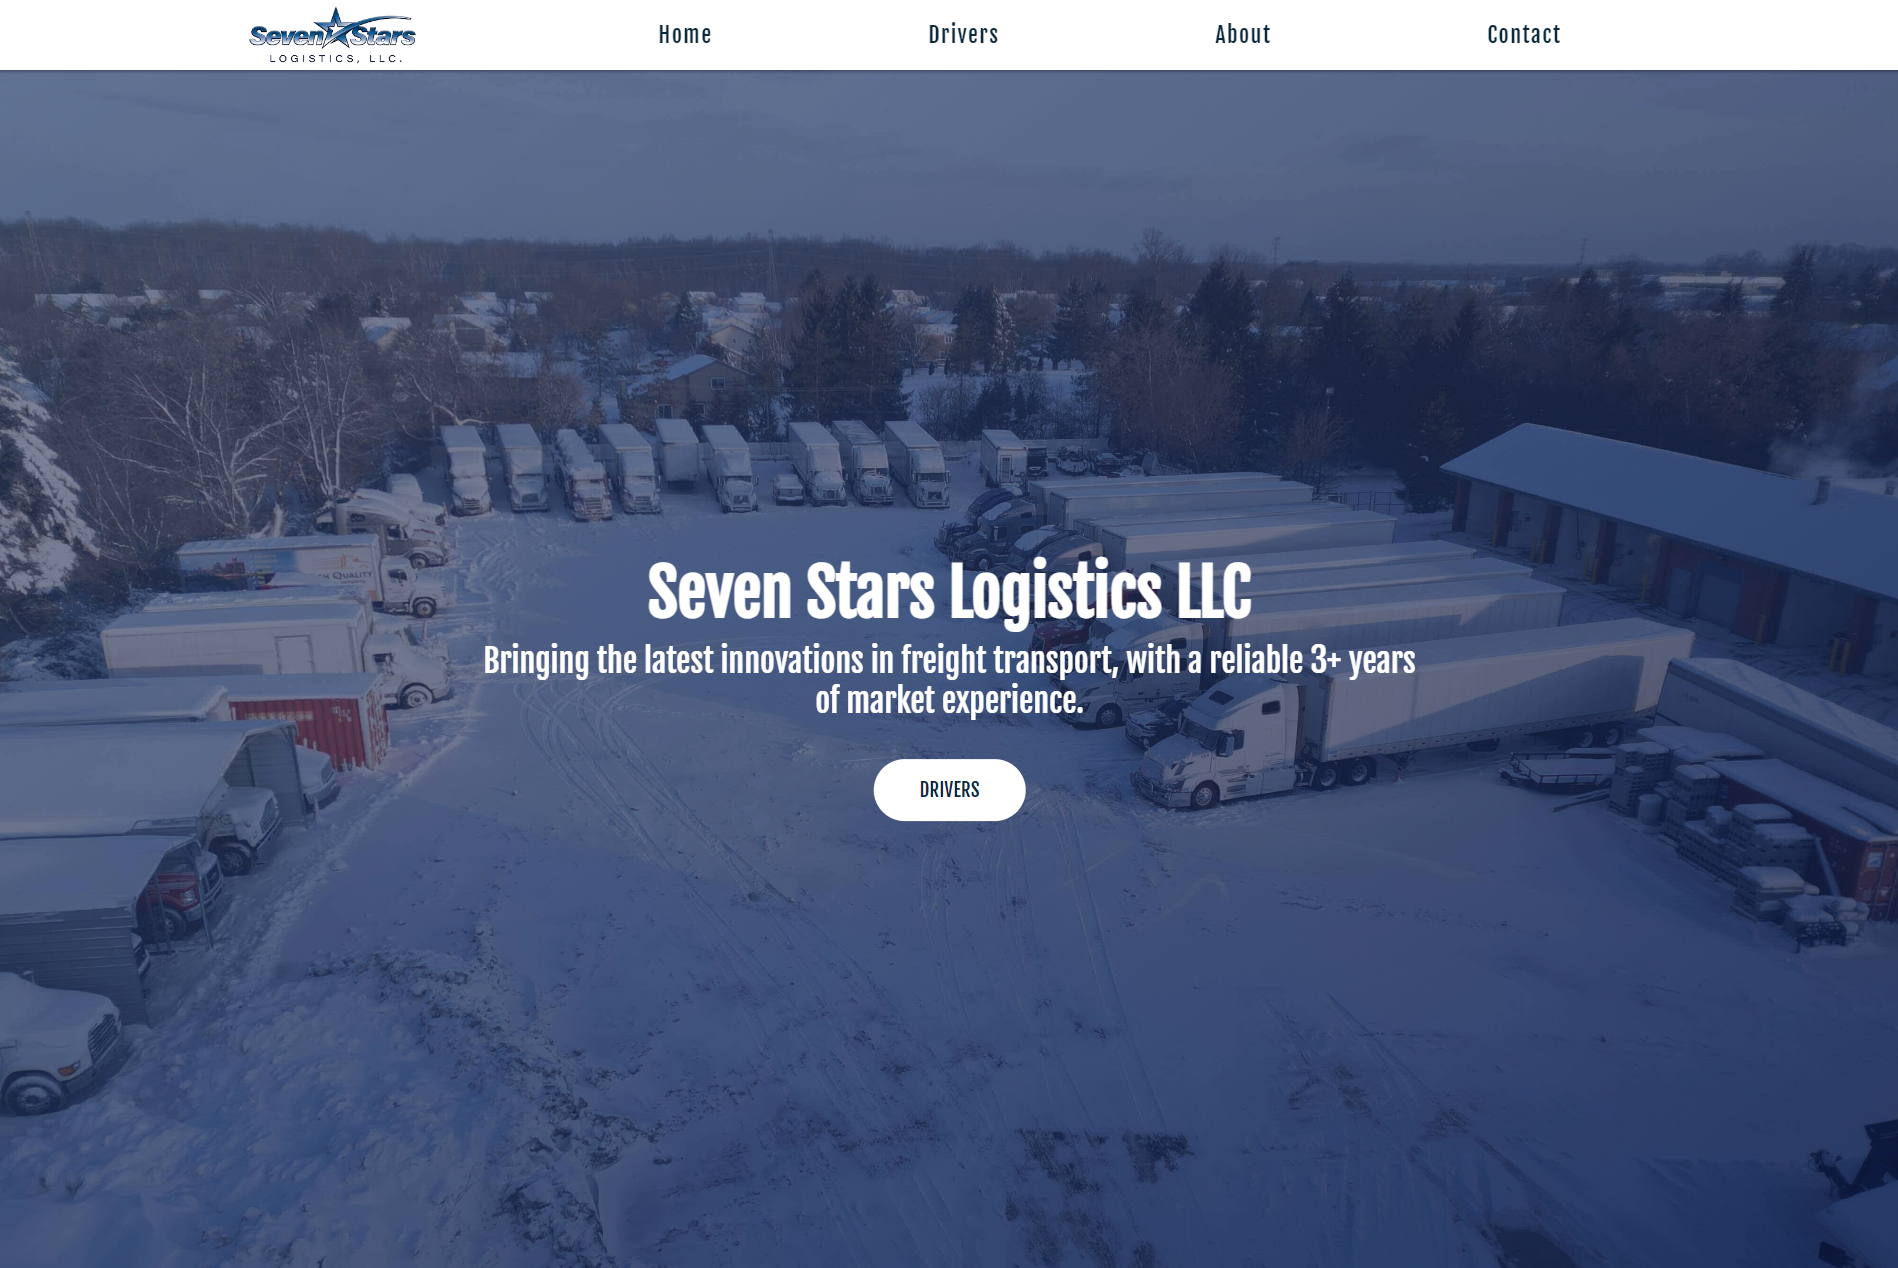 Seven Stars
LOGISTICS, LLC.
Home
Drivers
About
Contact
QUALITY
Seven Stars Logistics LLC
Bringing the latest innovations in freight transport, with a reliable 3+ years
of market experience.
DRIVERS